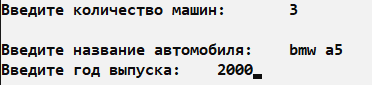 Введите количество машин: 3
Введите название автомобиля: bmw a5
Введите год выпуска: 2000